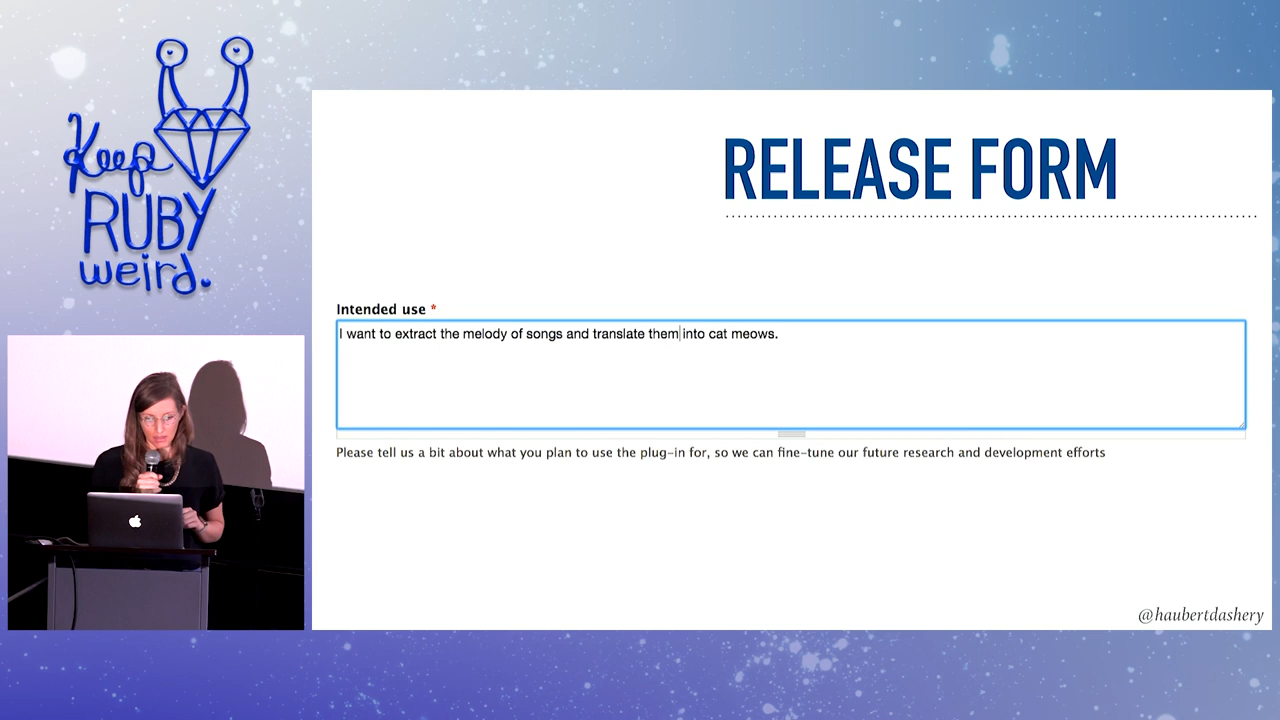 Keep
RUBY
weird.
RELEASE FORM
Intended use *
I want to extract the melody of songs and translate them into cat meows.
Please tell us a bit about what you plan to use the plug-in for, so we can fine-tune our future research and development efforts
@haubertdashery